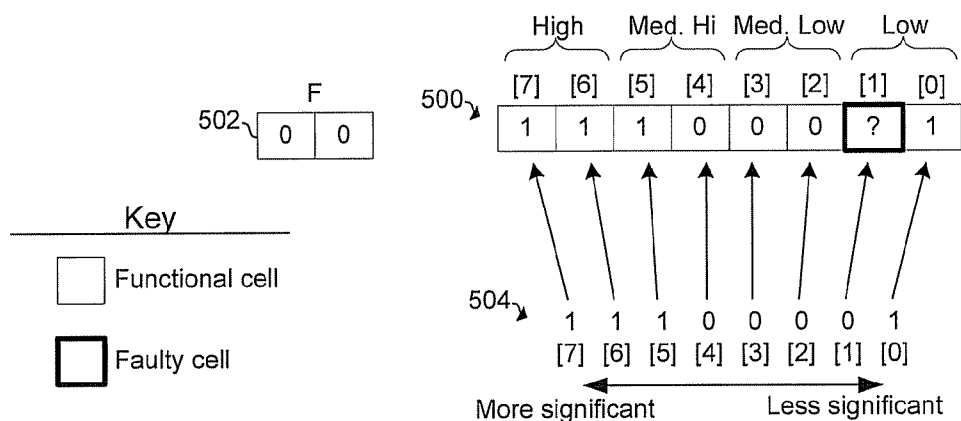 High Med. Hi Med. Low Low
[7] [6] [5] [4] [3] [2] [1] [0]
F
500
502 0 0
1 1 1 0 0 0 ? 1
Key
Functional cell
504
1 1 1 0 0 0 0 1
[7] [6] [5] [4] [3] [2] [1] [0]
Faulty cell
More significant Less significant